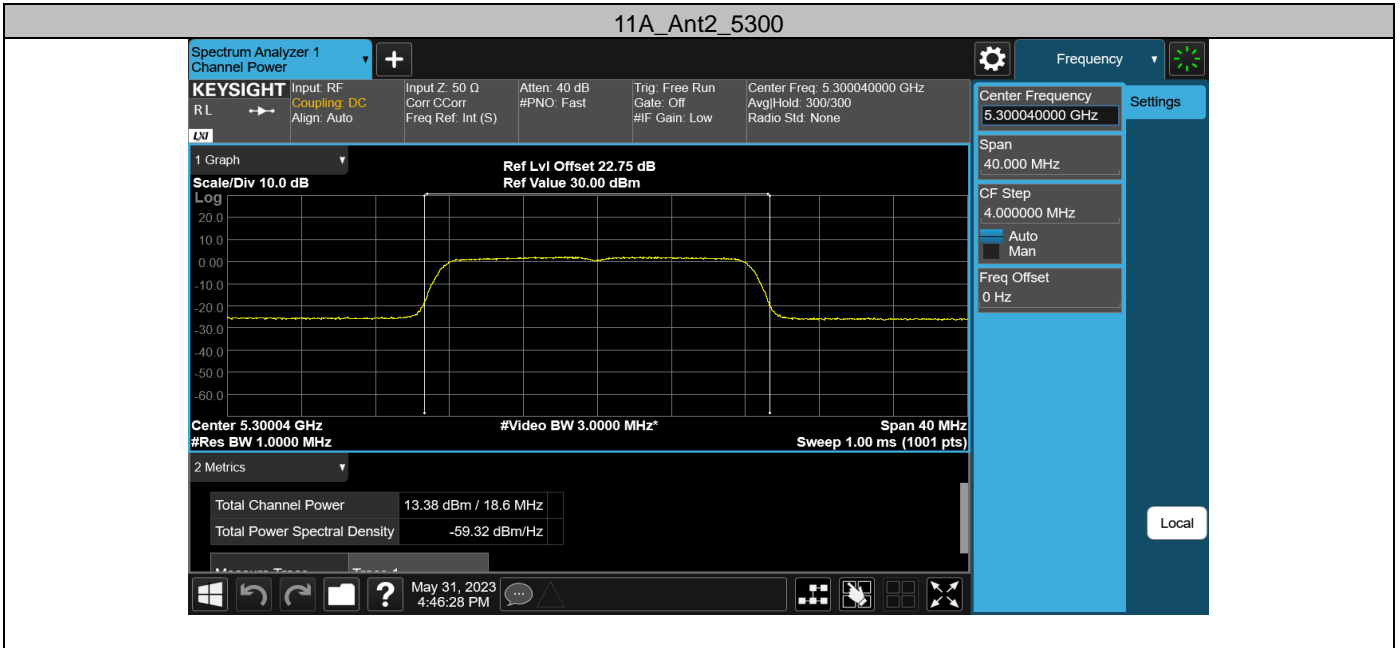 11A_Ant2_5300
Spectrum Analyzer 1
Channel Power
Frequency
KEYSIGHT
R L
LXI
Input: RF
Coupling: DC
Align: Auto
Input Z: 50 Ω
Corr CCorr
Freq Ref: Int (S)
Atten: 40 dB
#PNO: Fast
Trig: Free Run
Gate: Off
#IF Gain: Low
Center Freq: 5.300040000 GHz
Avg|Hold: 300/300
Radio Std: None
Center Frequency
5.300040000 GHz
Settings
Span
40.000 MHz
CF Step
4.000000 MHz
Auto
Man
Freq Offset
0 Hz
1 Graph
Scale/Div 10.0 dB
Ref Lvl Offset 22.75 dB
Ref Value 30.00 dBm
Log
20.0
10.0
0.00
-10.0
-20.0
-30.0
-40.0
-50.0
-60.0
Center 5.30004 GHz
#Video BW 3.0000 MHz*
Span 40 MHz
#Res BW 1.0000 MHz
Sweep 1.00 ms (1001 pts)
2 Metrics
Total Channel Power 13.38 dBm / 18.6 MHz
Total Power Spectral Density -59.32 dBm/Hz
Local
May 31, 2023
4:46:28 PM